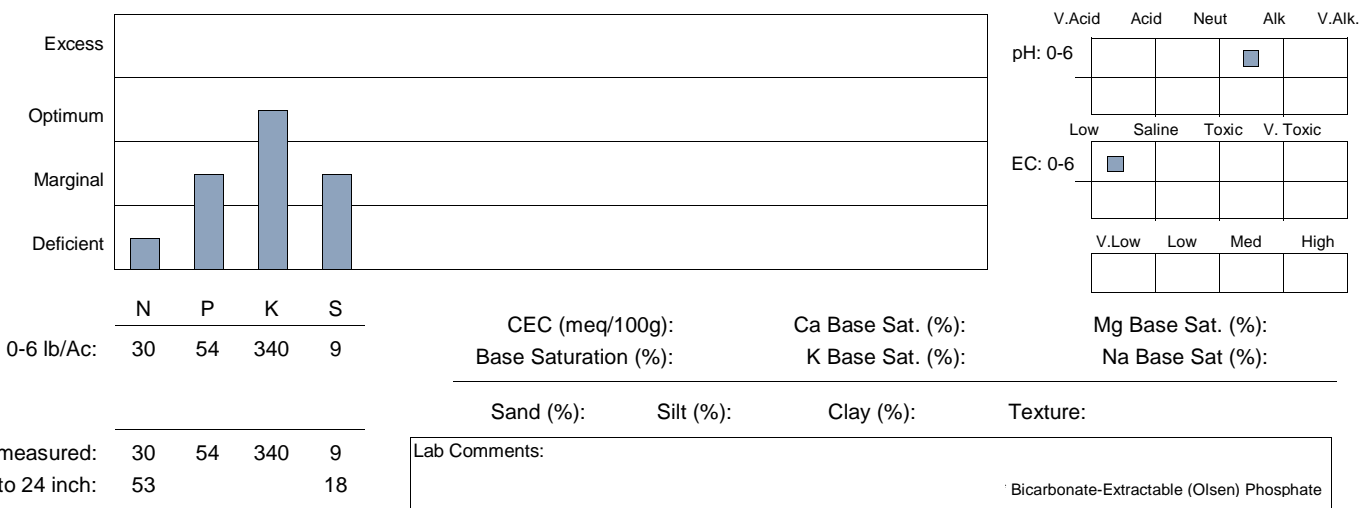 V.Acid Acid Neut Alk V.Alk.
Excess
pH: 0-6
Optimum
Low Saline Toxic V. Toxic
EC: 0-6
Marginal
Deficient
V.Low Low Med High
N P K S
0-6 lb/Ac: 30 54 340 9
CEC (meq/100g): Ca Base Sat. (%): Mg Base Sat. (%):
Base Saturation (%): K Base Sat. (%): Na Base Sat (%):
Sand (%): Silt (%): Clay (%): Texture:
measured: 30 54 340 9
to 24 inch: 53 18
Lab Comments:
Bicarbonate-Extractable (Olsen) Phosphate